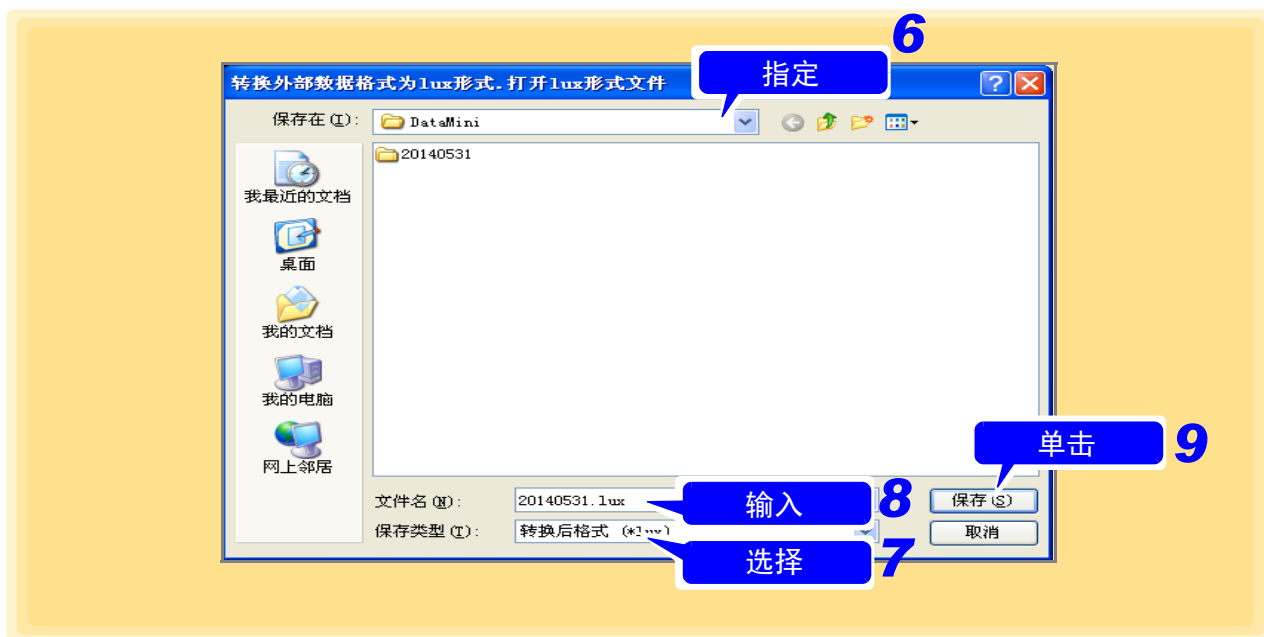 6
指定
转换外部数据格式为lux形式.打开lux形式文件
保存在(I):
DataMini
20140531
我最近的文档
桌面
我的文档
我的电脑
网上邻居
单击
9
文件名(N):
20140531.lux
输入
8
保存(S)
保存类型(T):
转换后格式 (*lux)
取消
选择
7